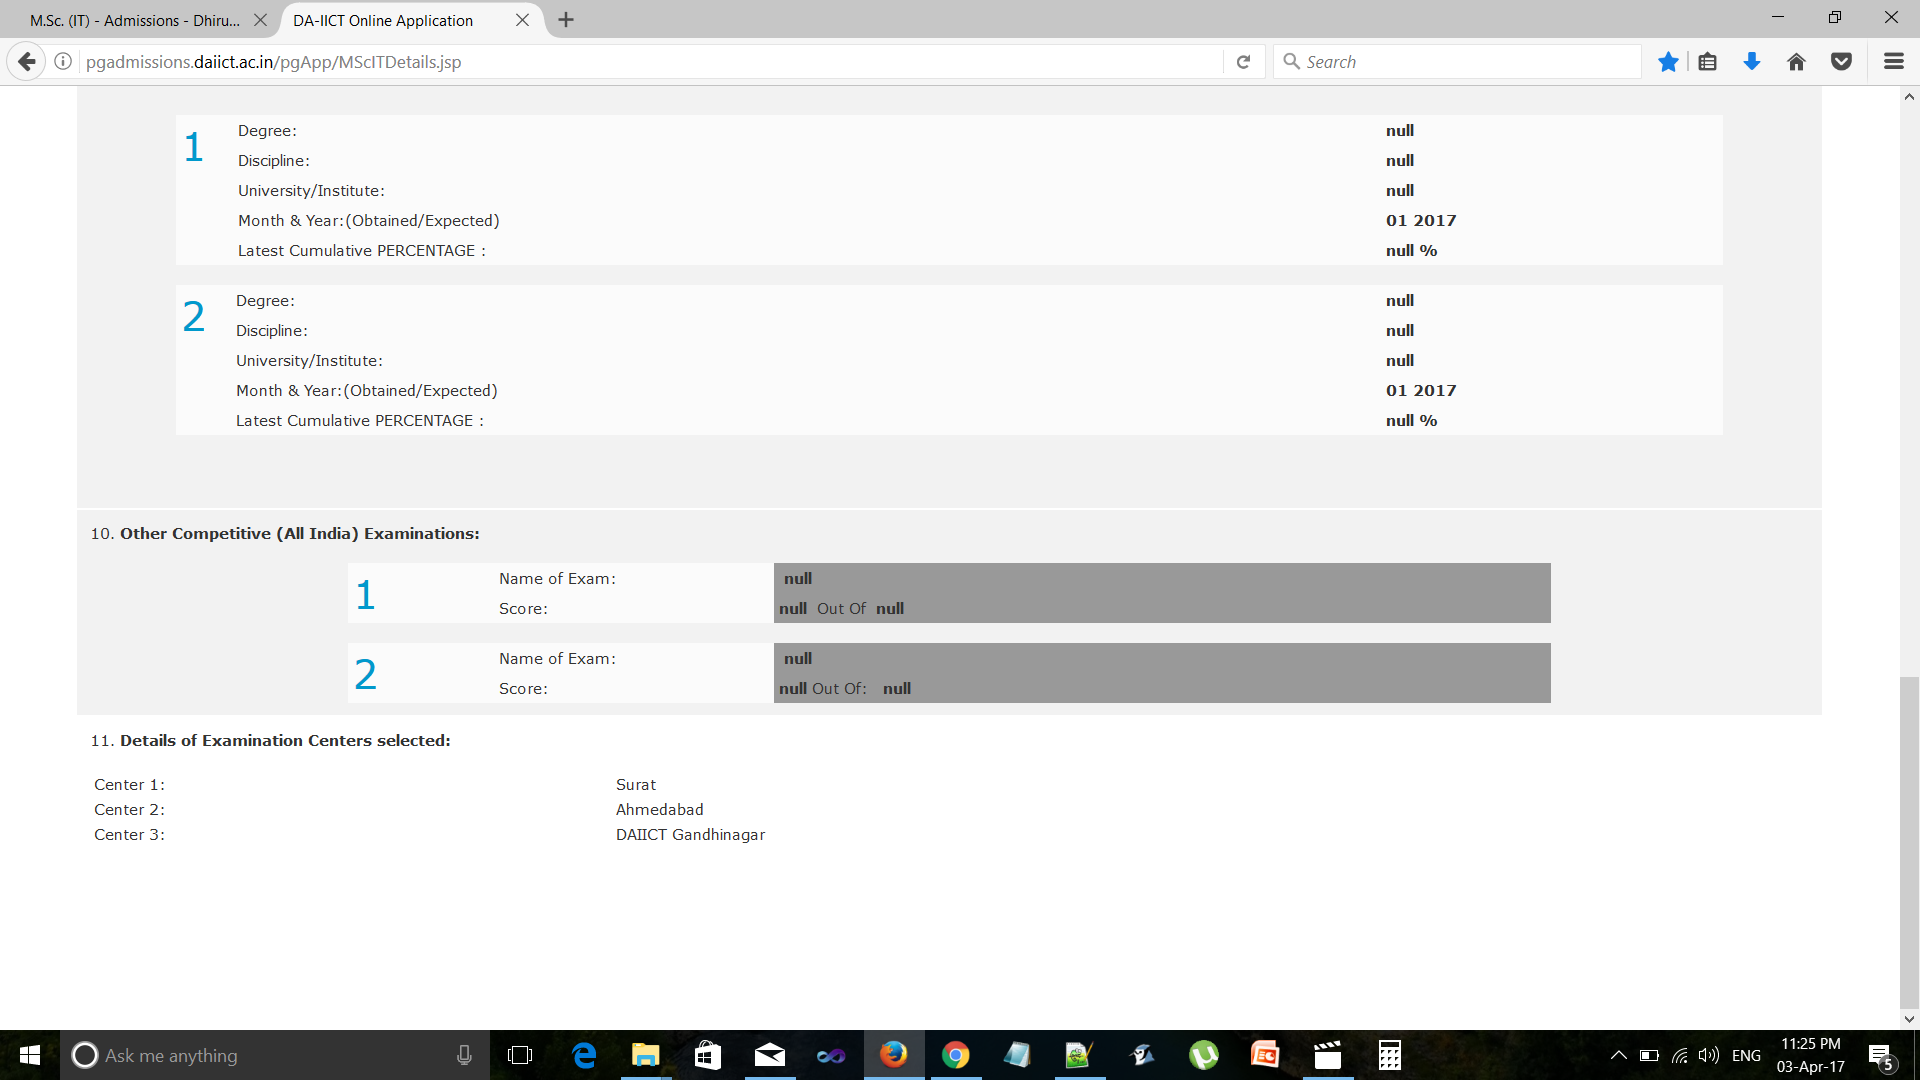 M.Sc. (IT) - Admissions - Dhiru...
DA-IICT Online Application
pgadmissions.daiict.ac.in/pgApp/MScITDetails.jsp
Search
1
Degree: null
Discipline: null
University/Institute: null
Month & Year:(Obtained/Expected) 01 2017
Latest Cumulative PERCENTAGE : null %
2
Degree: null
Discipline: null
University/Institute: null
Month & Year:(Obtained/Expected) 01 2017
Latest Cumulative PERCENTAGE : null %
10. Other Competitive (All India) Examinations:
1
Name of Exam: null
Score: null Out Of null
2
Name of Exam: null
Score: null Out Of: null
11. Details of Examination Centers selected:
Center 1: Surat
Center 2: Ahmedabad
Center 3: DAIICT Gandhinagar
Ask me anything
ENG
11:25 PM
03-Apr-17
5